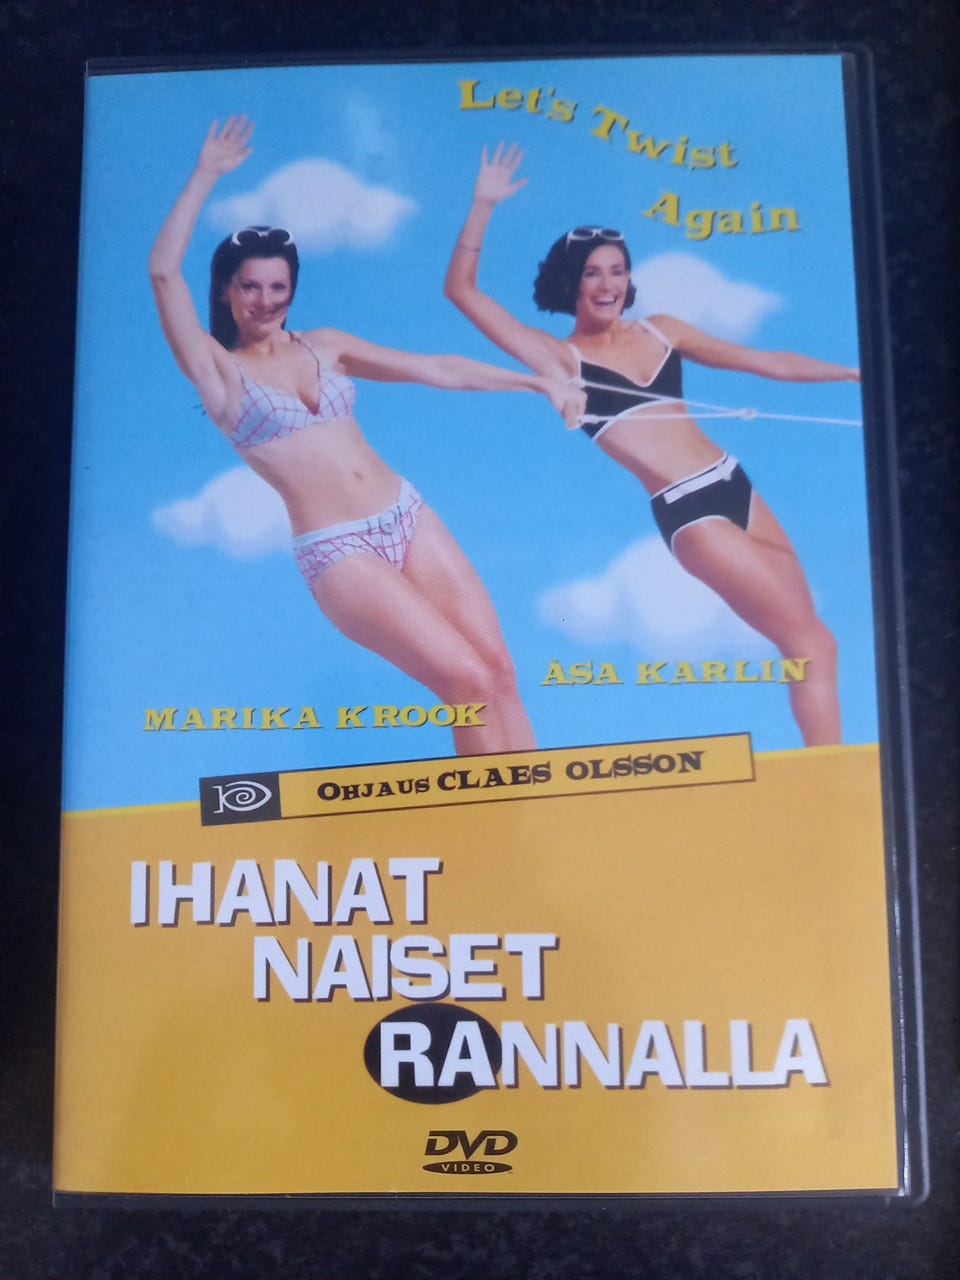 Let's Twist
Again
ÅSA KARLIN
MARIKA KROOK
OHJAUS CLAES OLSSON
IHANAT
NAISET
RANNALLA
DVD
VIDEO